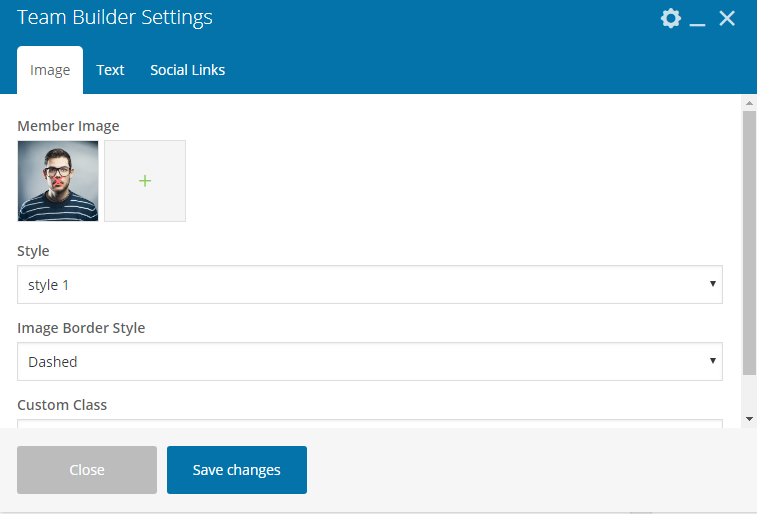 Team Builder Settings
Image Text Social Links
Member Image
+
Style
style 1
Image Border Style
Dashed
Custom Class
Close Save changes